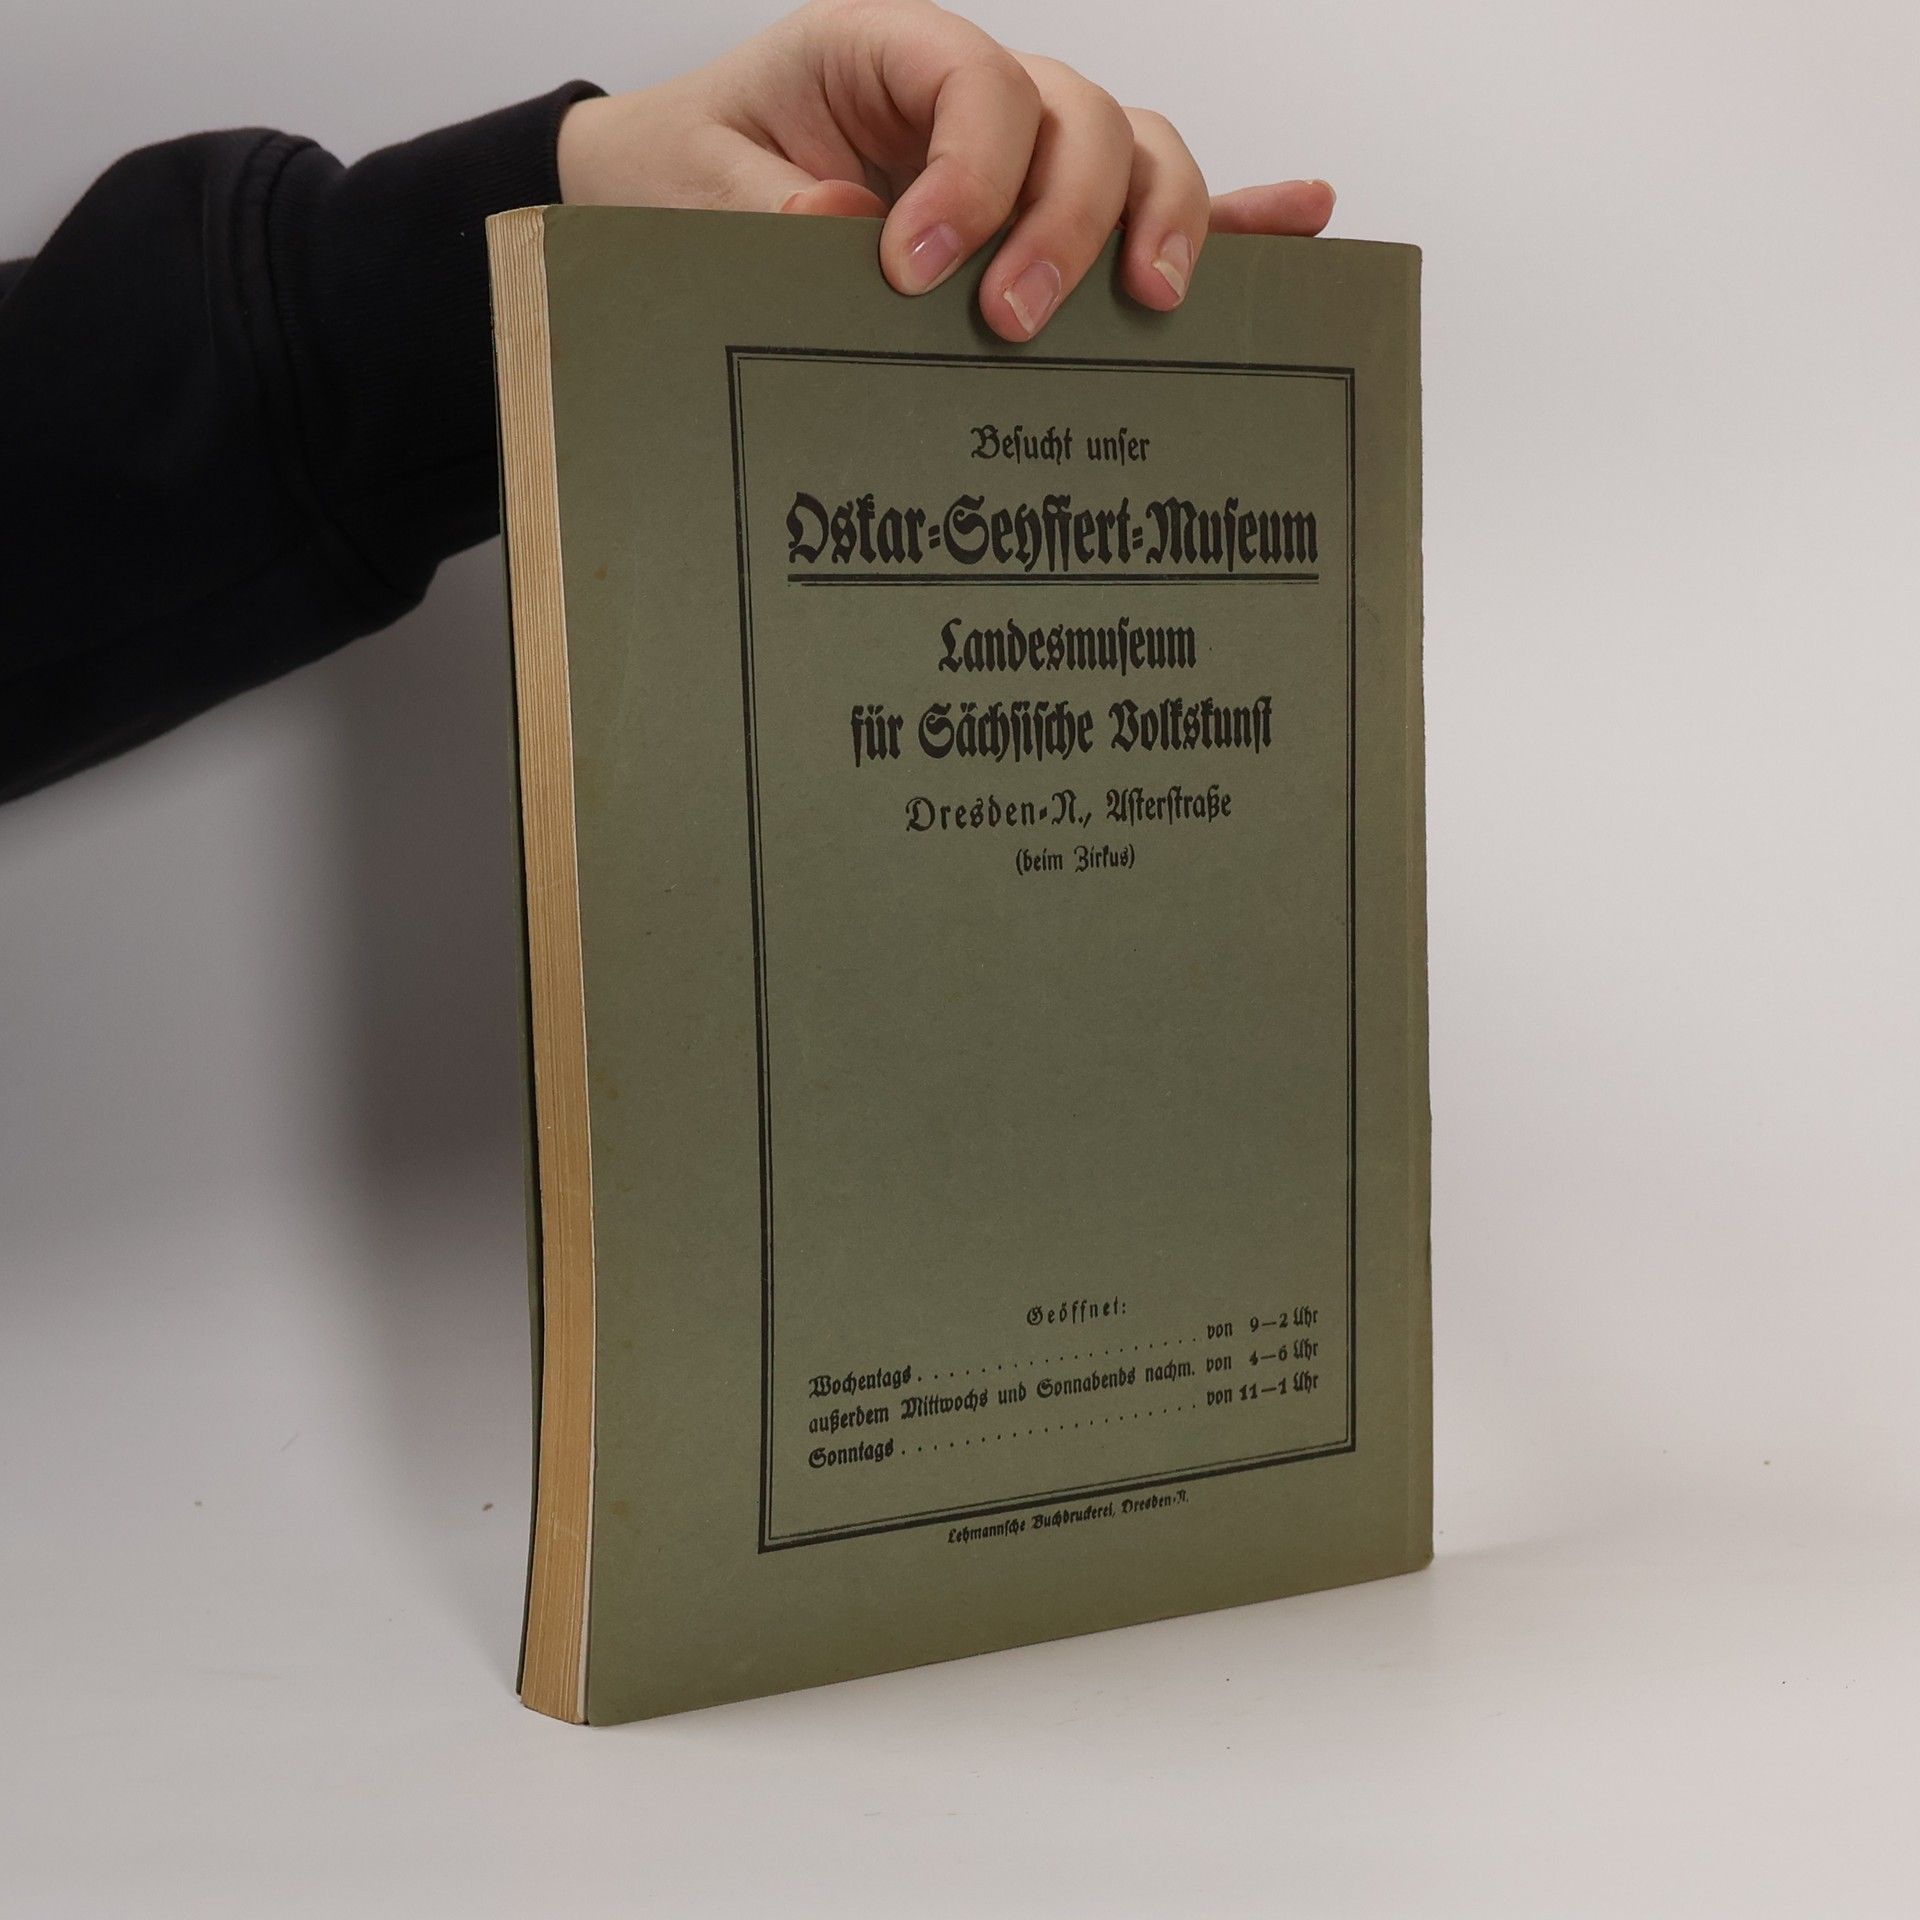 Besucht unser
Oskar-Seyffert-Museum
Landesmuseum
für Sächsische Volkskunst
Dresden-N., Asterstraße
(beim Zirkus)
Geöffnet:
Wochentags . . . . . . . . . . . . . . . . . . von 9—2 Uhr
außerdem Mittwochs und Sonnabends nachm. von 4—6 Uhr
Sonntags . . . . . . . . . . . . . . . . . . . von 11—1 Uhr
Lehmannsche Buchdruckerei, Dresden-N.